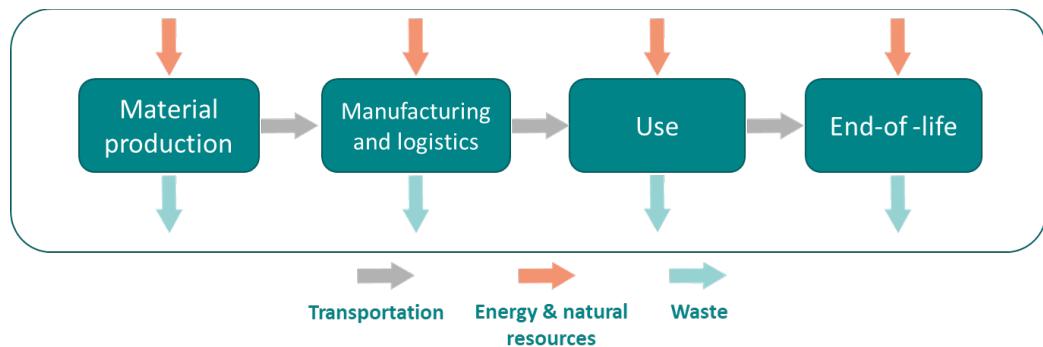 Material
production
Manufacturing
and logistics
Use
End-of -life
Transportation
Energy & natural
resources
Waste